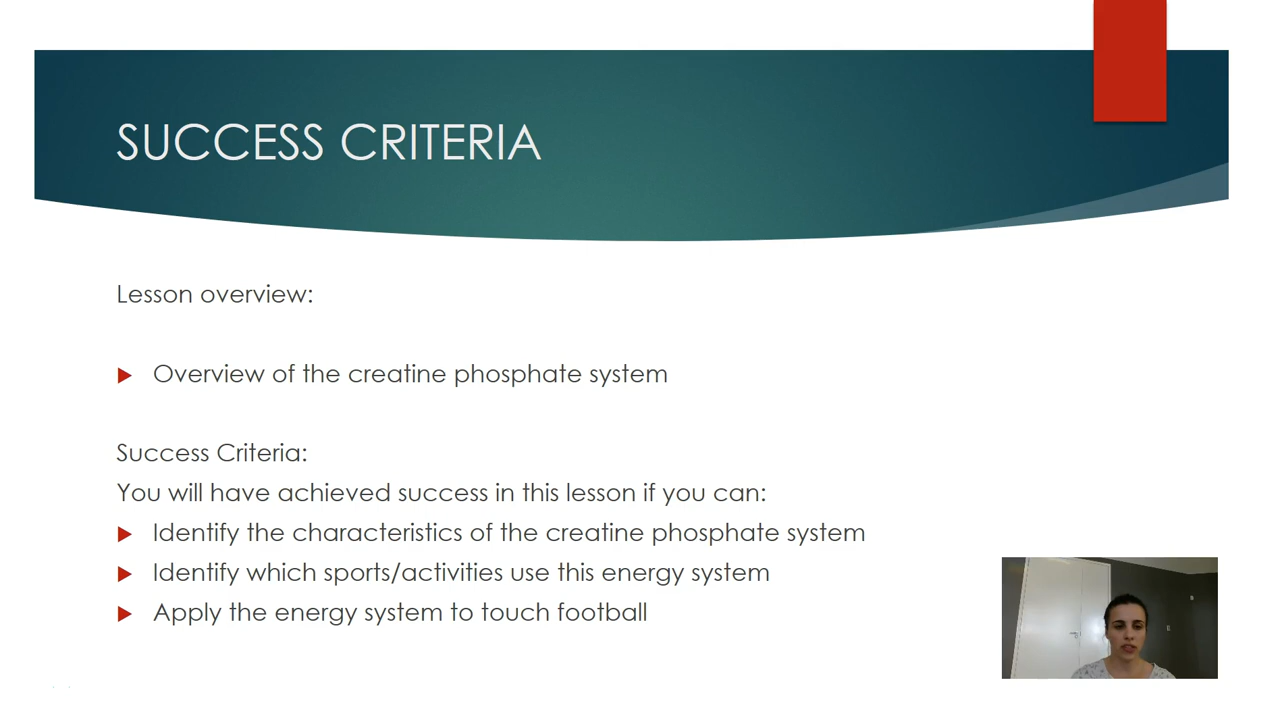 SUCCESS CRITERIA
Lesson overview:
Overview of the creatine phosphate system
Success Criteria:
You will have achieved success in this lesson if you can:
Identify the characteristics of the creatine phosphate system
Identify which sports/activities use this energy system
Apply the energy system to touch football